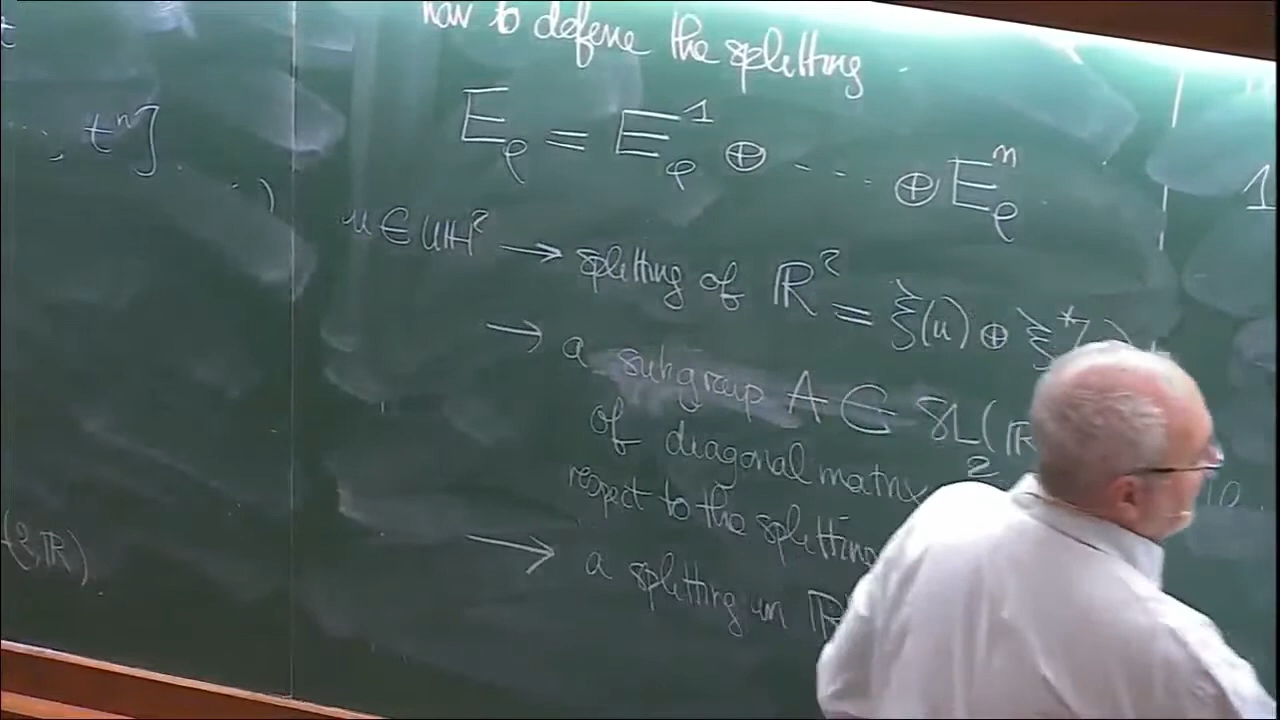 how to define the splitting
t
E_ρ = E_ρ^1 ⊕ ... ⊕ E_ρ^n
, t^n]
1
u ∈ UH^2 → splitting of R^2 = ξ(u) ⊕ ξ*(
→ a subgroup A ⊂ SL_2(R
of diagonal matrix
respect to the splitting
, R)
→ a splitting in R